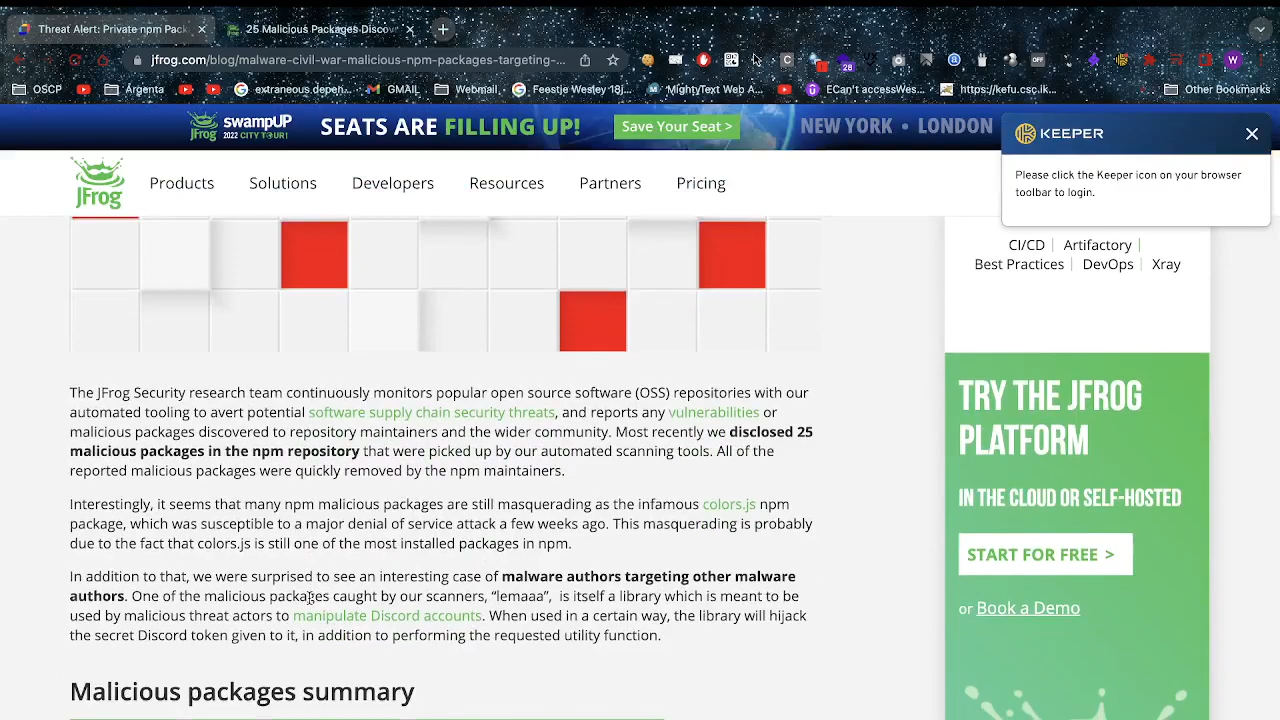 Threat Alert: Private npm Pack
25 Malicious Packages Discov
jfrog.com/blog/malware-civil-war-malicious-npm-packages-targeting-...
C
28
OFF
W
OSCP
Argenta
extraneous.depeh..
GMAIL
Webmail
Feestje Wesley 18j...
MightyText Web A...
ECan't accessWes...
https://kefu.csc.lk...
Other Bookmarks
JFrog swampUP 2022 CITY TOUR!
SEATS ARE FILLING UP!
Save Your Seat >
NEW YORK • LONDON
KEEPER
Please click the Keeper icon on your browser
toolbar to login.
JFrog
Products
Solutions
Developers
Resources
Partners
Pricing
CI/CD | Artifactory |
Best Practices | DevOps | Xray
The JFrog Security research team continuously monitors popular open source software (OSS) repositories with our
automated tooling to avert potential software supply chain security threats, and reports any vulnerabilities or
malicious packages discovered to repository maintainers and the wider community. Most recently we disclosed 25
malicious packages in the npm repository that were picked up by our automated scanning tools. All of the
reported malicious packages were quickly removed by the npm maintainers.
Interestingly, it seems that many npm malicious packages are still masquerading as the infamous colors.js npm
package, which was susceptible to a major denial of service attack a few weeks ago. This masquerading is probably
due to the fact that colors.js is still one of the most installed packages in npm.
In addition to that, we were surprised to see an interesting case of malware authors targeting other malware
authors. One of the malicious packages caught by our scanners, “lemaaa”, is itself a library which is meant to be
used by malicious threat actors to manipulate Discord accounts. When used in a certain way, the library will hijack
the secret Discord token given to it, in addition to performing the requested utility function.
Malicious packages summary
TRY THE JFROG
PLATFORM
IN THE CLOUD OR SELF-HOSTED
START FOR FREE >
or Book a Demo